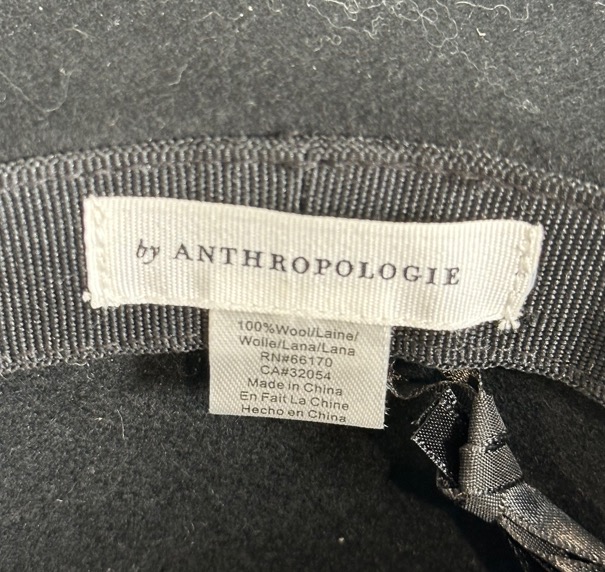 by ANTHROPOLOGIE
100%Wool/Laine/
Wolle/Lana/Lana
RN#66170
CA#32054
Made in China
En Fait La Chine
Hecho en China